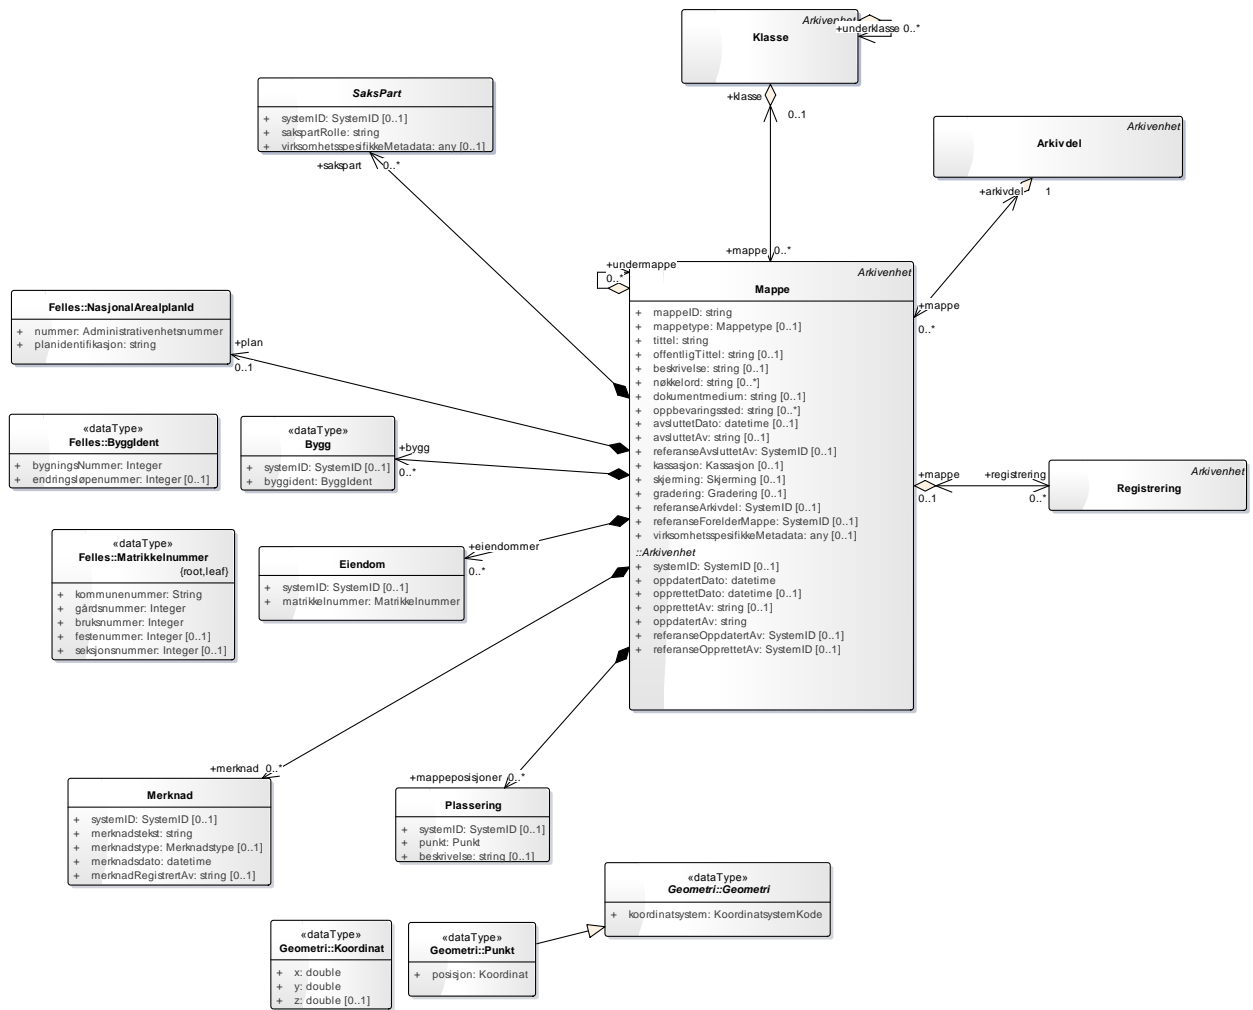 Arkivenhet
+underklasse 0..*
Klasse
+klasse
0..1
SaksPart
+ systemID: SystemID [0..1]
+ sakspartRolle: string
+ virksomhetsspesifikkeMetadata: any [0..1]
+sakspart 0..*
Arkivenhet
Arkivdel
+arkivdel 1
+mappe 0..*
+undermappe
0..*
Arkivenhet
Mappe
+ mappeID: string
+ mappetype: Mappetype [0..1]
+ tittel: string
+ offentligTittel: string [0..1]
+ beskrivelse: string [0..1]
+ nøkkelord: string [0..*]
+ dokumentmedium: string [0..1]
+ oppbevaringssted: string [0..*]
+ avsluttetDato: datetime [0..1]
+ avsluttetAv: string [0..1]
+ referanseAvsluttetAv: SystemID [0..1]
+ kassasjon: Kassasjon [0..1]
+ skjerming: Skjerming [0..1]
+ gradering: Gradering [0..1]
+ referanseArkivdel: SystemID [0..1]
+ referanseForelderMappe: SystemID [0..1]
+ virksomhetsspesifikkeMetadata: any [0..1]
::Arkivenhet
+ systemID: SystemID [0..1]
+ oppdatertDato: datetime
+ opprettetDato: datetime [0..1]
+ opprettetAv: string [0..1]
+ oppdatertAv: string
+ referanseOppdatertAv: SystemID [0..1]
+ referanseOpprettetAv: SystemID [0..1]
+mappe
0..*
Felles::NasjonalArealplanId
+ nummer: Administrativenhetsnummer
+ planidentifikasjon: string
+plan
0..1
«dataType»
Felles::ByggIdent
+ bygningsNummer: Integer
+ endringsløpenummer: Integer [0..1]
«dataType»
Bygg
+ systemID: SystemID [0..1]
+ byggident: ByggIdent
+bygg
0..*
+mappe
0..1
+registrering
0..*
Arkivenhet
Registrering
«dataType»
Felles::Matrikkelnummer
{root,leaf}
+ kommunenummer: String
+ gårdsnummer: Integer
+ bruksnummer: Integer
+ festenummer: Integer [0..1]
+ seksjonsnummer: Integer [0..1]
Eiendom
+ systemID: SystemID [0..1]
+ matrikkelnummer: Matrikkelnummer
+eiendommer
0..*
+merknad 0..*
Merknad
+ systemID: SystemID [0..1]
+ merknadstekst: string
+ merknadstype: Merknadstype [0..1]
+ merknadsdato: datetime
+ merknadRegistrertAv: string [0..1]
+mappeposisjoner 0..*
Plassering
+ systemID: SystemID [0..1]
+ punkt: Punkt
+ beskrivelse: string [0..1]
«dataType»
Geometri::Geometri
+ koordinatsystem: KoordinatsystemKode
«dataType»
Geometri::Koordinat
+ x: double
+ y: double
+ z: double [0..1]
«dataType»
Geometri::Punkt
+ posisjon: Koordinat